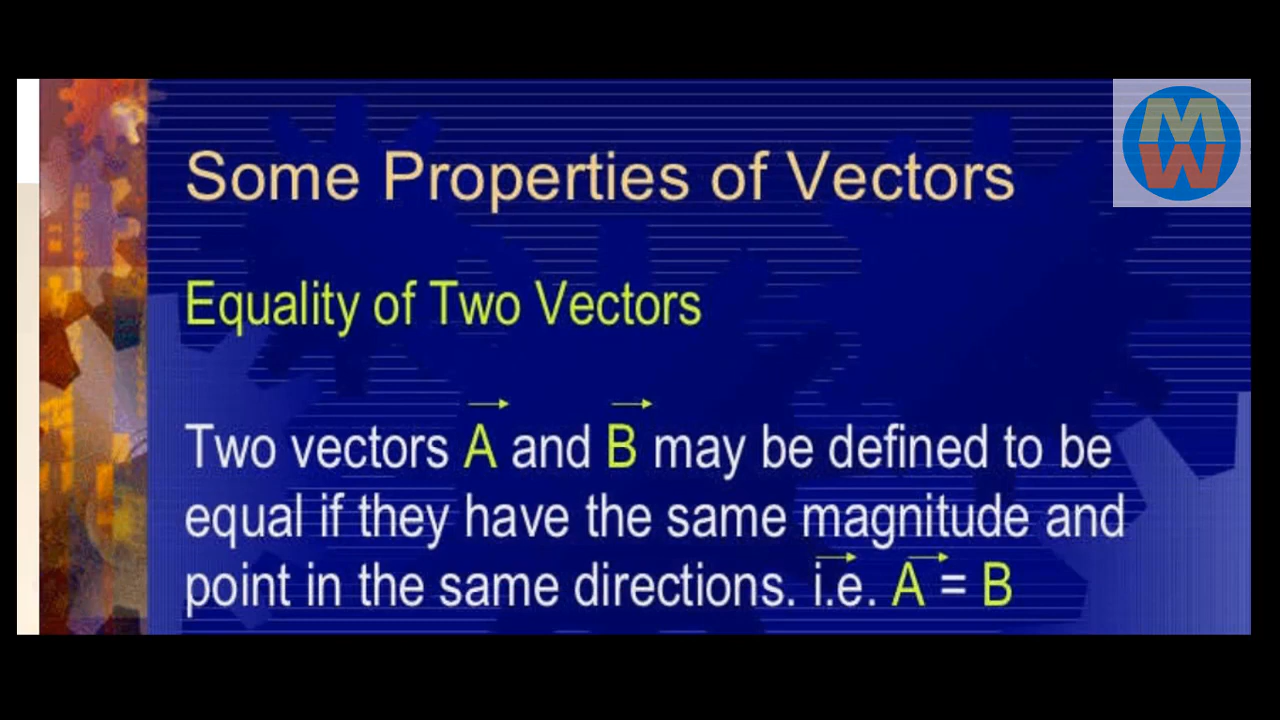 MW
Some Properties of Vectors
Equality of Two Vectors
Two vectors A and B may be defined to be
equal if they have the same magnitude and
point in the same directions. i.e. A = B